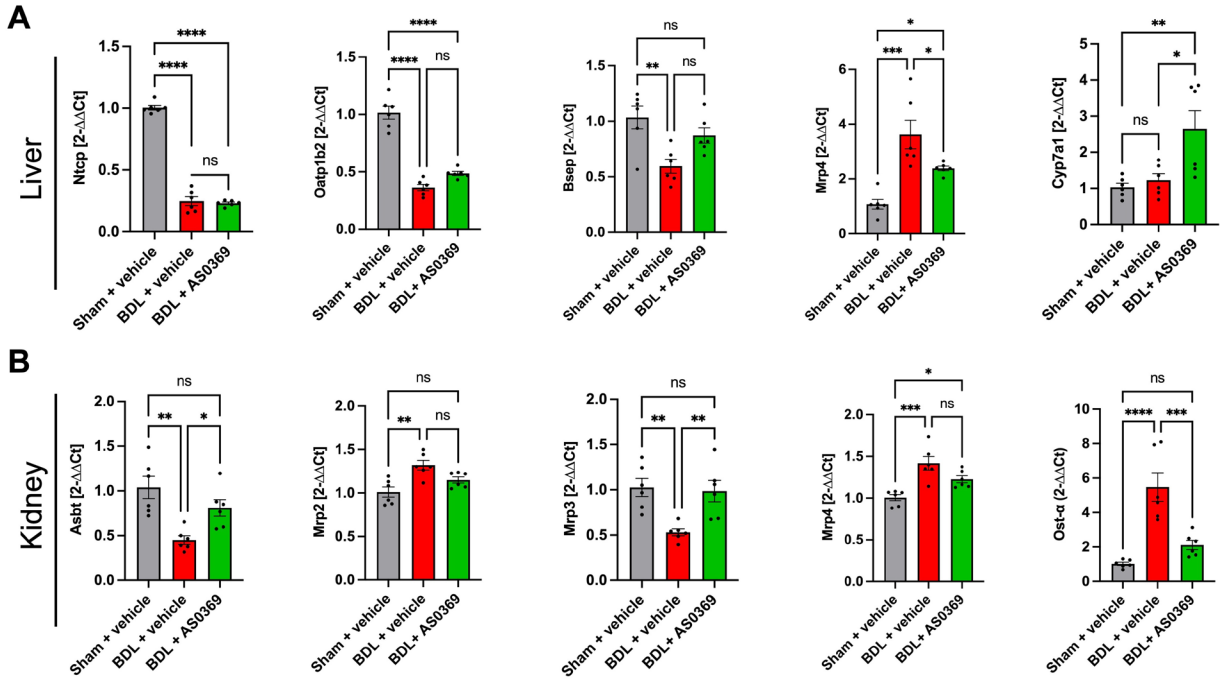 A
Liver
Ntcp [2-ΔΔCt]
1.5
1.0
0.5
0.0
****
****
ns
Sham + vehicle
BDL + vehicle
BDL + AS0369
Oatp1b2 [2-ΔΔCt]
1.5
1.0
0.5
0.0
****
****
ns
Sham + vehicle
BDL + vehicle
BDL + AS0369
Bsep [2-ΔΔCt]
1.5
1.0
0.5
0.0
ns
**
ns
Sham + vehicle
BDL + vehicle
BDL + AS0369
Mrp4 [2-ΔΔCt]
6
4
2
0
*
***
*
Sham + vehicle
BDL + vehicle
BDL + AS0369
Cyp7a1 [2-ΔΔCt]
5
4
3
2
1
0
**
*
ns
Sham + vehicle
BDL + vehicle
BDL + AS0369
B
Kidney
Asbt [2-ΔΔCt]
2.0
1.5
1.0
0.5
0.0
ns
**
*
Sham + vehicle
BDL + vehicle
BDL + AS0369
Mrp2 [2-ΔΔCt]
2.0
1.5
1.0
0.5
0.0
ns
**
ns
Sham + vehicle
BDL + vehicle
BDL + AS0369
Mrp3 [2-ΔΔCt]
2.0
1.5
1.0
0.5
0.0
ns
**
**
Sham + vehicle
BDL + vehicle
BDL + AS0369
Mrp4 [2-ΔΔCt]
2.0
1.5
1.0
0.5
0.0
*
***
ns
Sham + vehicle
BDL + vehicle
BDL + AS0369
Ost-α (2-ΔΔCt)
10
8
6
4
2
0
ns
****
***
Sham + vehicle
BDL + vehicle
BDL + AS0369